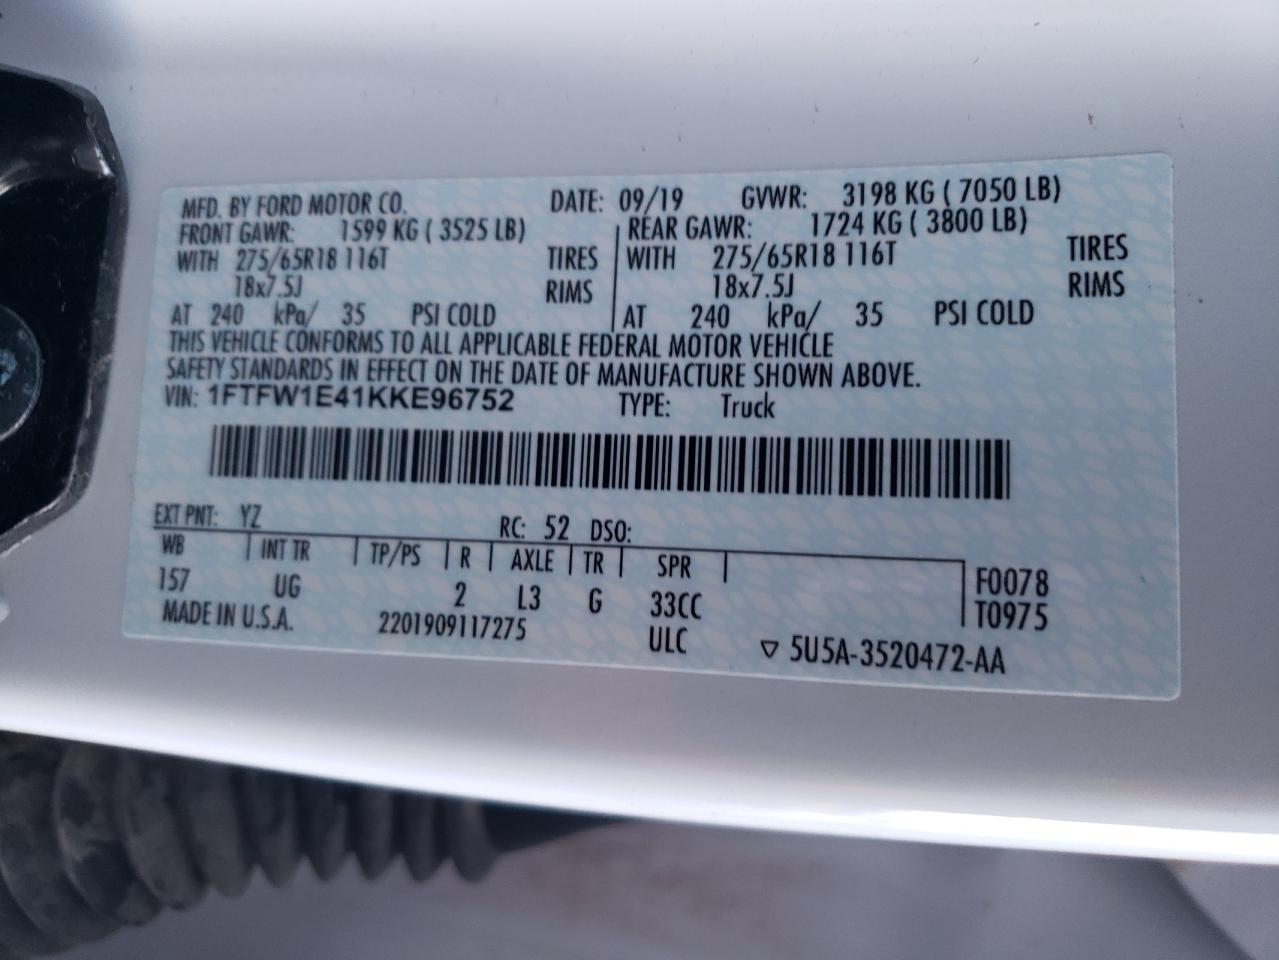 MFD. BY FORD MOTOR CO. DATE: 09/19 GVWR: 3198 KG ( 7050 LB)
FRONT GAWR: 1599 KG ( 3525 LB) REAR GAWR: 1724 KG ( 3800 LB)
WITH 275/65R18 116T TIRES WITH 275/65R18 116T TIRES
18x7.5J RIMS 18x7.5J RIMS
AT 240 kPa/ 35 PSI COLD AT 240 kPa/ 35 PSI COLD
THIS VEHICLE CONFORMS TO ALL APPLICABLE FEDERAL MOTOR VEHICLE
SAFETY STANDARDS IN EFFECT ON THE DATE OF MANUFACTURE SHOWN ABOVE.
VIN: 1FTFW1E41KKE96752 TYPE: Truck
EXT PNT: YZ RC: 52 DSO:
WB INT TR TP/PS R AXLE TR SPR F0078
157 UG 2 L3 G 33CC T0975
MADE IN U.S.A. 2201909117275 ULC ▽ 5U5A-3520472-AA